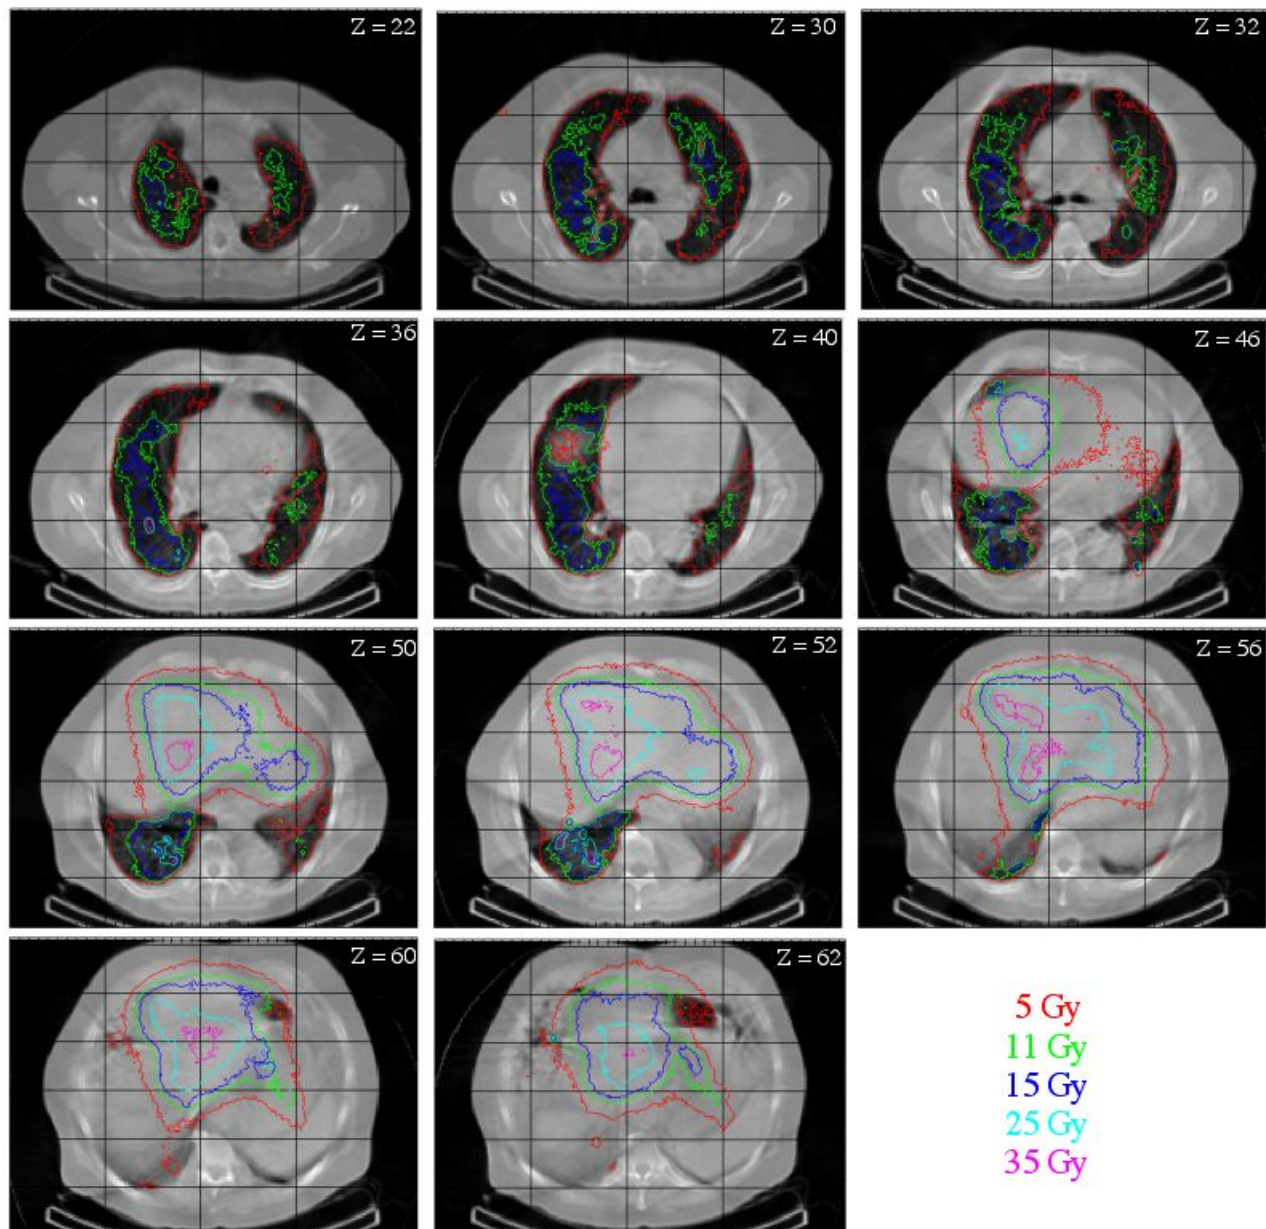 Z = 22
Z = 30
Z = 32
Z = 36
Z = 40
Z = 46
Z = 50
Z = 52
Z = 56
Z = 60
Z = 62
5 Gy
11 Gy
15 Gy
25 Gy
35 Gy